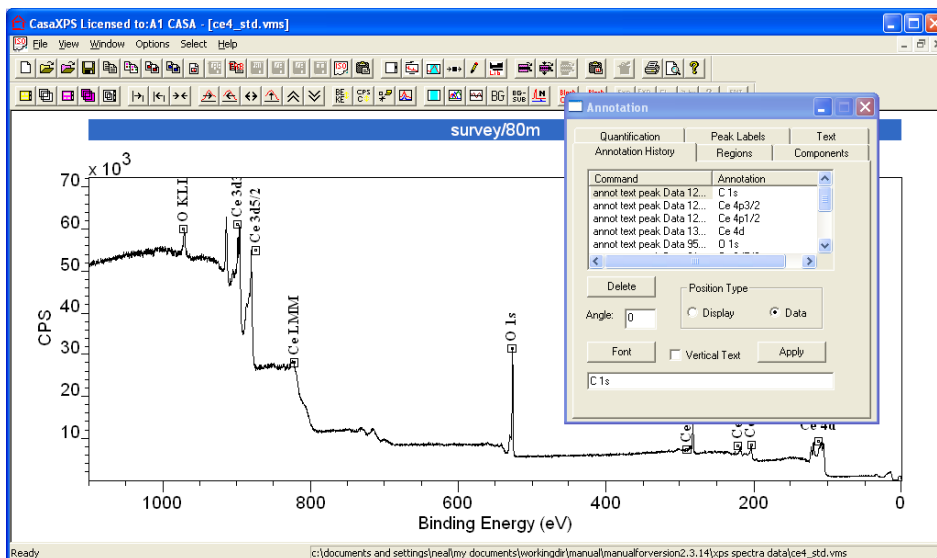 CasaXPS Licensed to:A1 CASA - [ce4_std.vms]
File View Window Options Select Help
survey/80m
x 10³
70
60
50
40
30
20
10
CPS
O KLL
Ce 3d3
Ce 3d5/2
Ce LMM
O 1s
Ce
Ce
Ce
Ce 4d
1000
800
600
400
200
0
Binding Energy (eV)
Annotation
Quantification Peak Labels Text
Annotation History Regions Components
Command Annotation
annot text peak Data 12... C 1s
annot text peak Data 12... Ce 4p3/2
annot text peak Data 12... Ce 4p1/2
annot text peak Data 13... Ce 4d
annot text peak Data 95... O 1s
Delete
Position Type
Angle: 0
Display Data
Font
Vertical Text
Apply
C 1s
Ready
c:\documents and settings\neal\my documents\workingdir\manual\manualforversion2.3.14\xps spectra data\ce4_std.vms